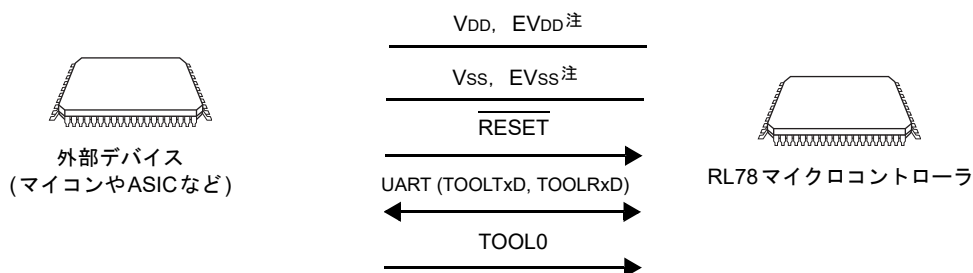 VDD, EVDD注
VSS, EVSS注
RESET
外部デバイス
(マイコンやASICなど)
UART (TOOLTxD, TOOLRxD)
RL78マイクロコントローラ
TOOL0